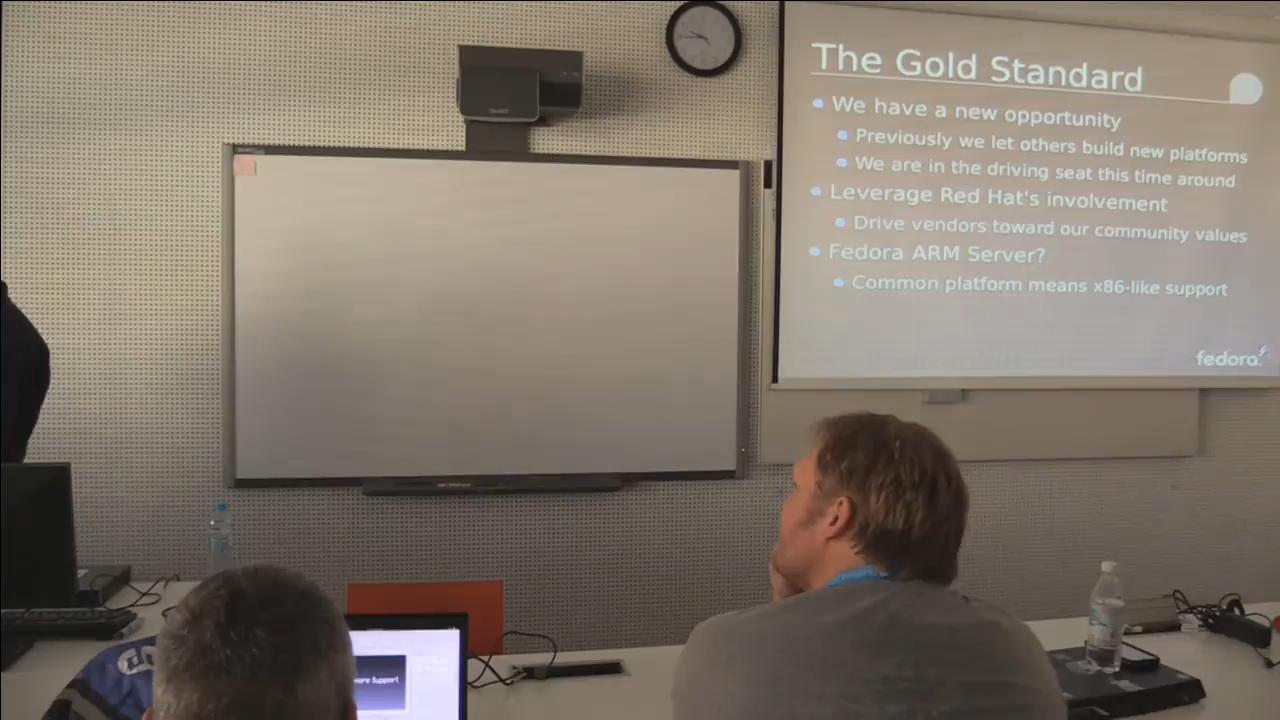 The Gold Standard
We have a new opportunity
Previously we let others build new platforms
We are in the driving seat this time around
Leverage Red Hat's involvement
Drive vendors toward our community values
Fedora ARM Server?
Common platform means x86-like support
fedora
more Support